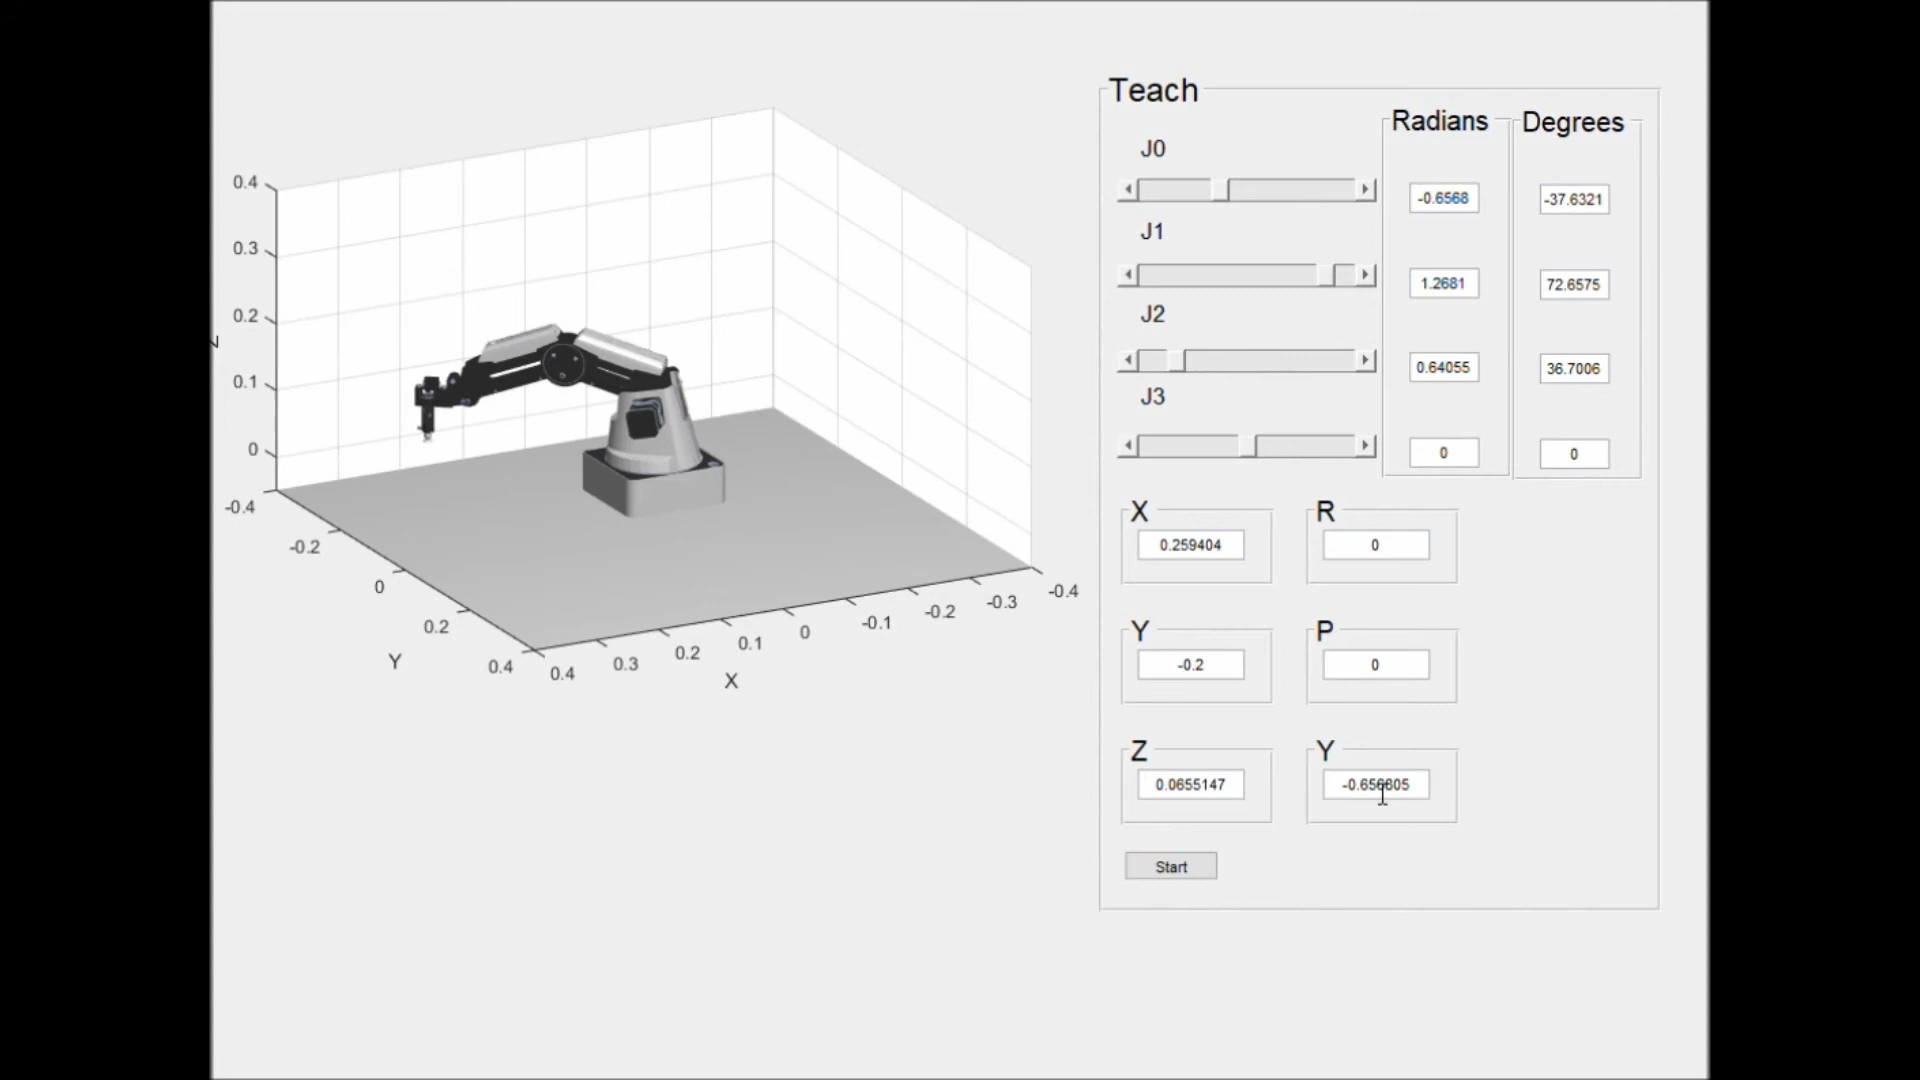 Teach
Radians
Degrees
J0
-0.6568
-37.6321
J1
1.2681
72.6575
J2
0.64055
36.7006
J3
0
0
X
0.259404
R
0
Y
-0.2
P
0
Z
0.0655147
Y
Start
0.4
0.3
0.2
0.1
0
Z
-0.4
-0.2
0
0.2
0.4
Y
0.4
0.3
0.2
0.1
0
-0.1
-0.2
-0.3
-0.4
X